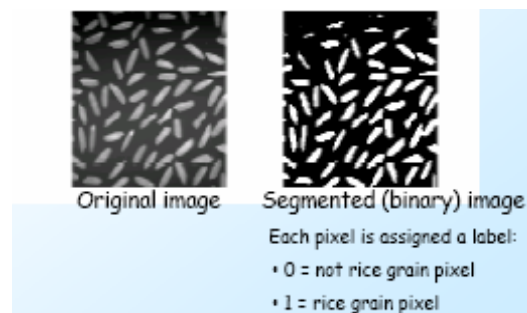 Original image
Segmented (binary) image
Each pixel is assigned a label:
• 0 = not rice grain pixel
• 1 = rice grain pixel